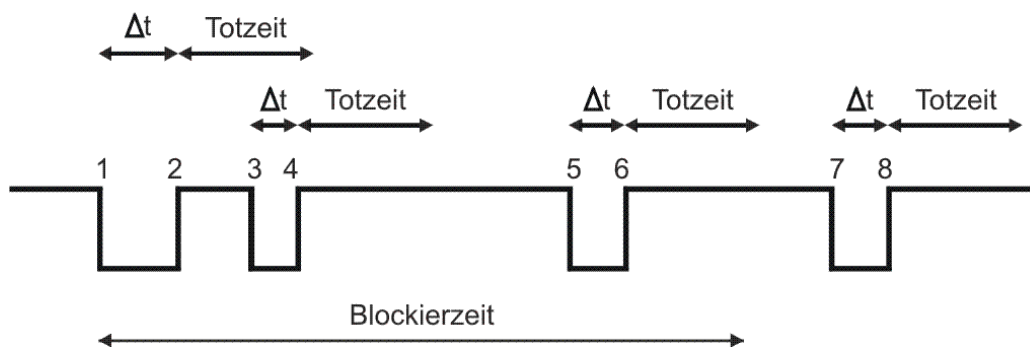 Δt Totzeit
Δt Totzeit Δt Totzeit Δt Totzeit
1 2 3 4 5 6 7 8
Blockierzeit